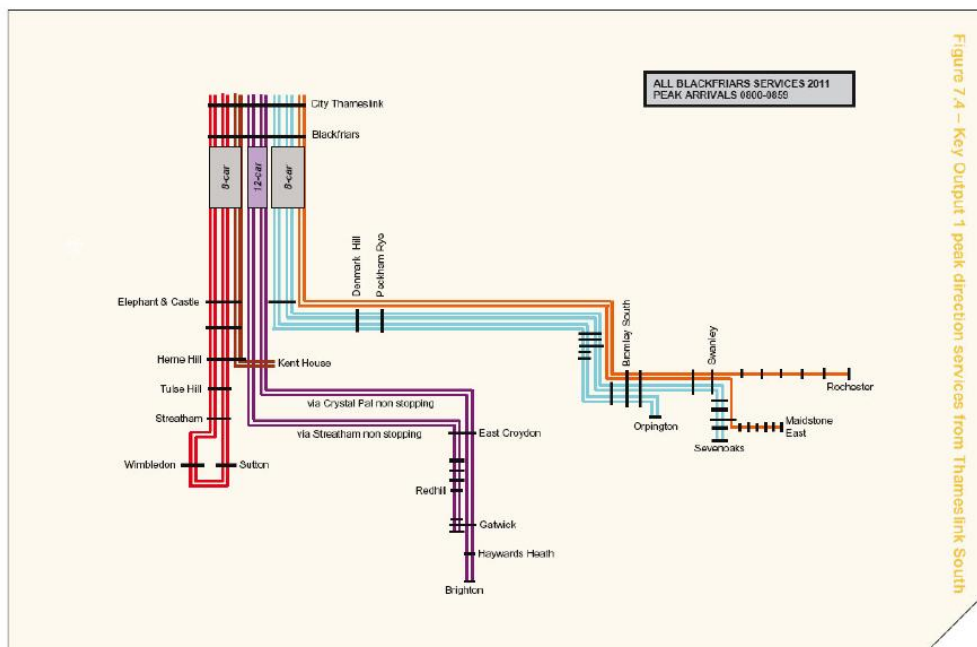 ALL BLACKFRIARS SERVICES 2011
PEAK ARRIVALS 0800-0859
Figure 7.4 – Key Output 1 peak direction services from Thameslink South
City Thameslink
Blackfriars
8-car
12-car
8-car
Denmark Hill
Peckham Rye
Elephant & Castle
Herne Hill
Kent House
Tulse Hill
Streatham
Wimbledon
Sutton
via Crystal Pal non stopping
via Streatham non stopping
East Croydon
Redhill
Gatwick
Haywards Heath
Brighton
Bromley South
Swanley
Rochester
Orpington
Maidstone
East
Sevenoaks